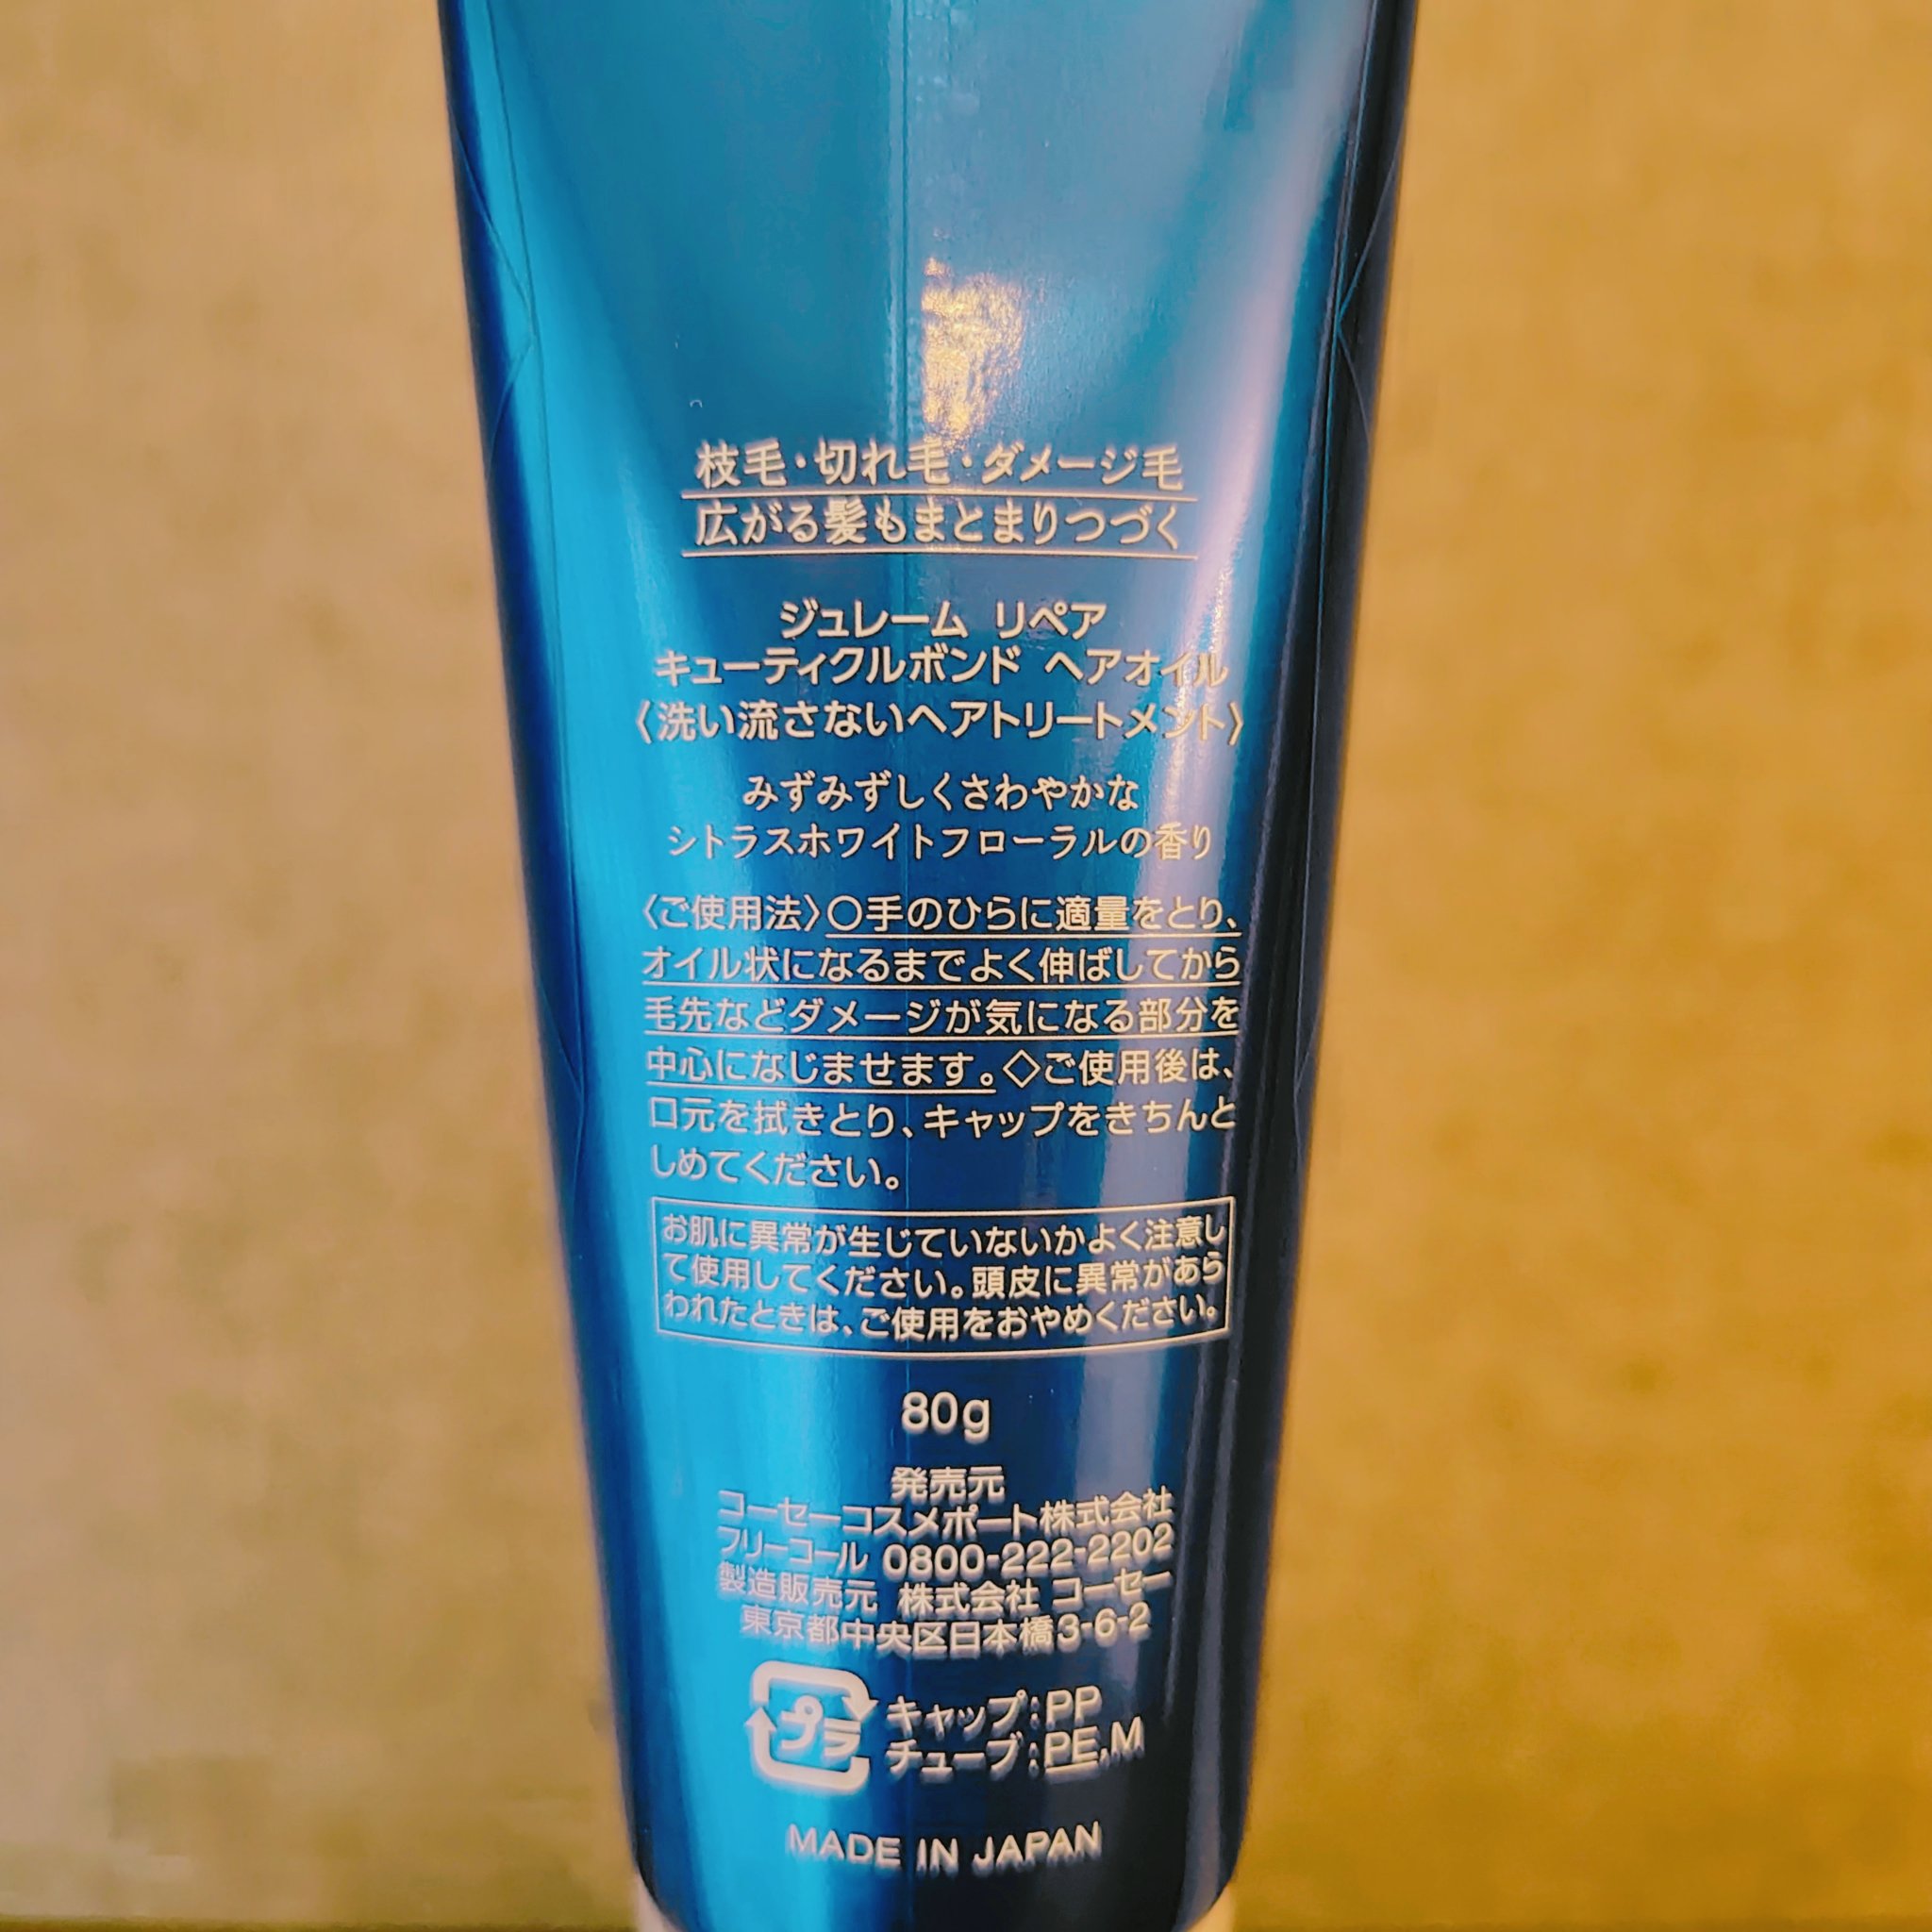 枝毛・切れ毛・ダメージ毛
広がる髪もまとまりつづく
ジュレーム リペア
キューティクルボンド ヘアオイル
〈洗い流さないヘアトリートメント〉
みずみずしくさわやかな
シトラスホワイトフローラルの香り
〈ご使用法〉〇手のひらに適量をとり、
オイル状になるまでよく伸ばしてから
毛先などダメージが気になる部分を
中心になじませます。◇ご使用後は、
口元を拭きとり、キャップをきちんと
しめてください。
お肌に異常が生じていないかよく注意し
て使用してください。頭皮に異常があら
われたときは、ご使用をおやめください。
80g
発売元
コーセーコスメポート株式会社
フリーコール 0800-222-2202
製造販売元 株式会社 コーセー
東京都中央区日本橋3-6-2
プラ
キャップ:PP
チューブ:PE,M
MADE IN JAPAN